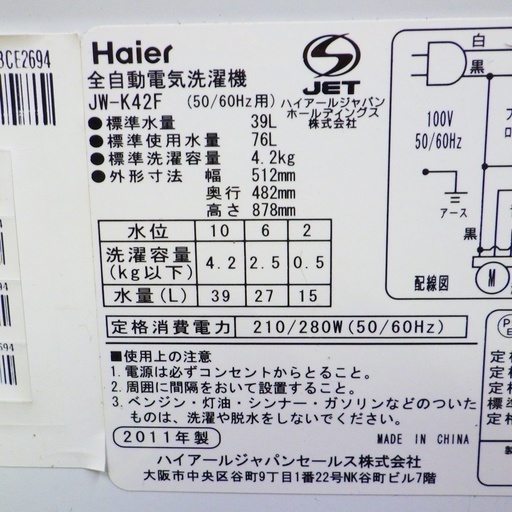 BCE2694
Haier
全自動電気洗濯機
JW-K42F (50/60Hz用)
JET
ハイアールジャパン
ホールディングス
株式会社
●標準水量 39L
●標準使用水量 76L
●標準洗濯容量 4.2kg
●外形寸法 幅 512mm
奥行 482mm
高さ 878mm
水位 10 6 2
洗濯容量(kg以下) 4.2 2.5 0.5
水量(L) 39 27 15
定格消費電力 210/280W(50/60Hz)
■使用上の注意
1. 電源は必ずコンセントからとること。
2. 周囲に間隔をおいて設置すること。
3. ベンジン・灯油・シンナー・ガソリンなどのついた
ものは、洗濯や脱水をしないでください。
2011年製 MADE IN CHINA
ハイアールジャパンセールス株式会社
大阪市中央区谷町9丁目1番22号NK谷町ビル7階
白
黒
100V
50/60Hz
アース
黒
配線図
M
定格
定格
定格
標準
定格
694
694